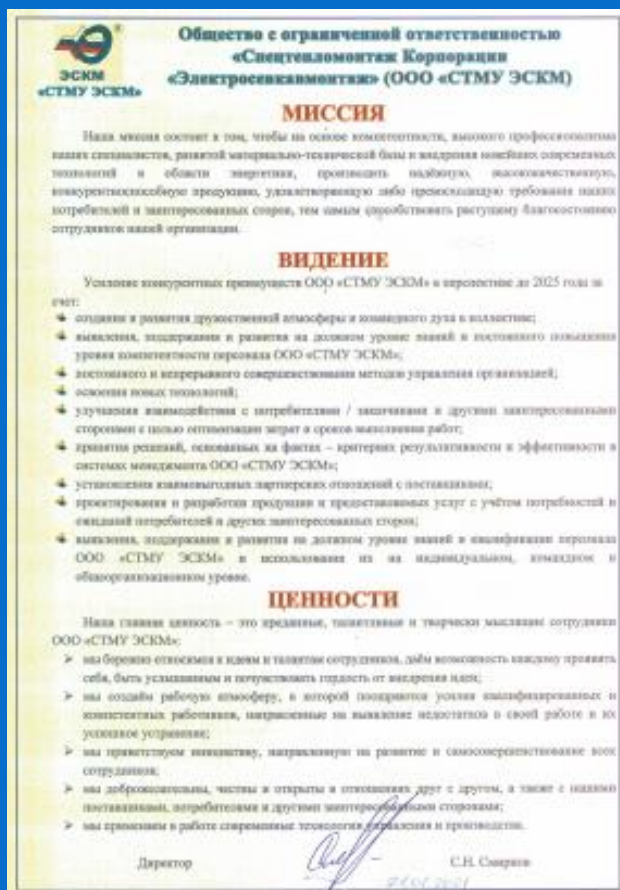 ЭСКМ
«СТМУ ЭСКМ»
Общество с ограниченной ответственностью
«Спецтепломонтаж Корпорации
«Электросевкавмонтаж» (ООО «СТМУ ЭСКМ)
МИССИЯ
Наша миссия состоит в том, чтобы на основе компетентности, высокого профессионализма
наших специалистов, развитой материально-технической базы и внедрения новейших современных
технологий в области энергетики, производить надёжную, высококачественную,
конкурентоспособную продукцию, удовлетворяющую либо превосходящую требования наших
потребителей и заинтересованных сторон, тем самым способствовать растущему благосостоянию
сотрудников нашей организации.
ВИДЕНИЕ
Усиление конкурентных преимуществ ООО «СТМУ ЭСКМ» в перспективе до 2025 года за
счет:
создания и развития дружественной атмосферы и командного духа в коллективе;
выявления, поддержания и развития на должном уровне знаний и постоянного повышения
уровня компетентности персонала ООО «СТМУ ЭСКМ»;
постоянного и непрерывного совершенствования методов управления организацией;
освоения новых технологий;
улучшения взаимодействия с потребителями / заказчиками и другими заинтересованными
сторонами с целью оптимизации затрат и сроков выполнения работ;
принятия решений, основанных на фактах – критериях результативности и эффективности в
системах менеджмента ООО «СТМУ ЭСКМ»;
установления взаимовыгодных партнерских отношений с поставщиками;
проектирования и разработки продукции и предоставляемых услуг с учётом потребностей и
ожиданий потребителей и других заинтересованных сторон;
выявления, поддержания и развития на должном уровне знаний и квалификации персонала
ООО «СТМУ ЭСКМ» и использования их на индивидуальном, командном и
общеорганизационном уровне.
ЦЕННОСТИ
Наша главная ценность – это преданные, талантливые и творчески мыслящие сотрудники
ООО «СТМУ ЭСКМ»:
мы бережно относимся к идеям и талантам сотрудников, даём возможность каждому проявить
себя, быть услышанным и почувствовать гордость от внедрения идеи;
мы создаём рабочую атмосферу, в которой поощряются усилия квалифицированных и
компетентных работников, направленные на выявление недостатков в своей работе и их
успешное устранение;
мы приветствуем инициативу, направленную на развитие и самосовершенствование всех
сотрудников;
мы доброжелательны, честны и открыты в отношениях друг с другом, а также с нашими
поставщиками, потребителями и другими заинтересованными сторонами;
мы применяем в работе современные технологии управления и производства.
Директор С.Н. Смирнов